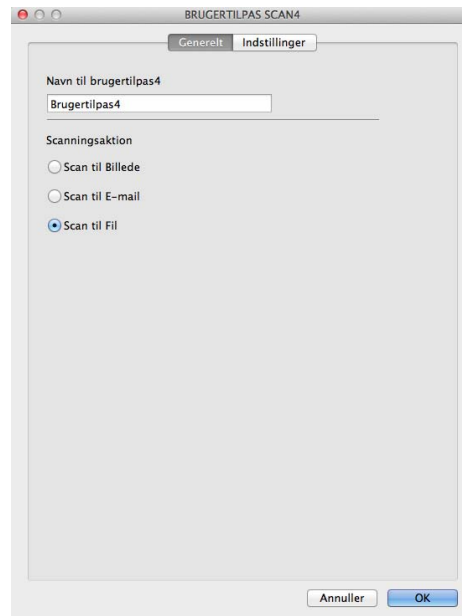 BRUGERTILPAS SCAN4
Generelt Indstillinger
Navn til brugertilpas4
Brugertilpas4
Scanningsaktion
Scan til Billede
Scan til E-mail
Scan til Fil
Annuller OK